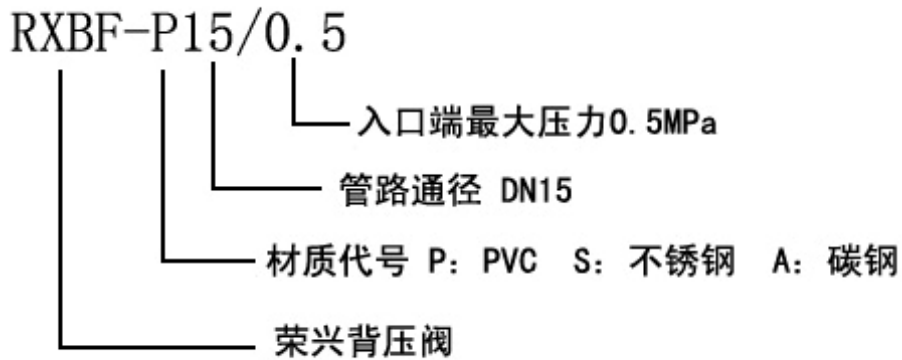 RXBF-P15/0.5
入口端最大压力0.5MPa
管路通径 DN15
材质代号 P: PVC S: 不锈钢 A: 碳钢
荣兴背压阀